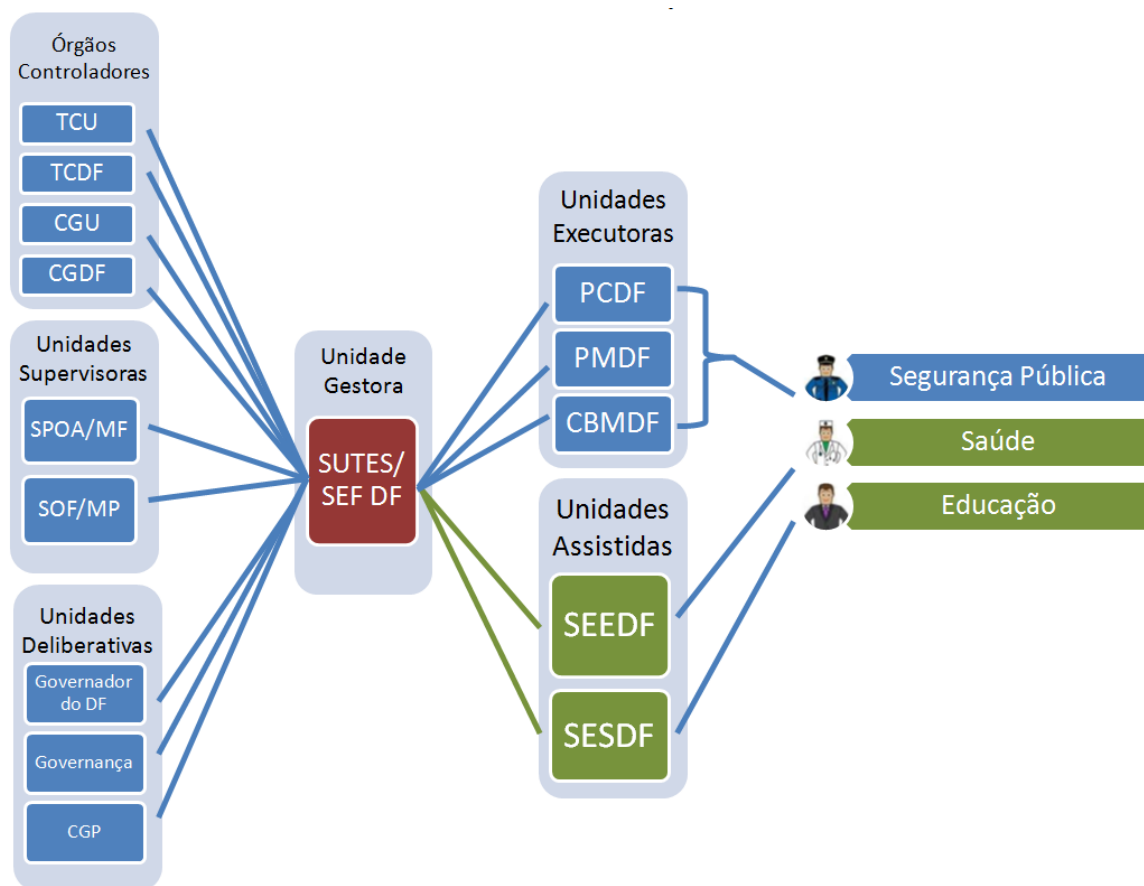 Órgãos
Controladores
TCU
TCDF
CGU
CGDF
Unidades
Supervisoras
SPOA/MF
SOF/MP
Unidades
Deliberativas
Governador
do DF
Governança
CGP
Unidade
Gestora
SUTES/
SEF DF
Unidades
Executoras
PCDF
PMDF
CBMDF
Unidades
Assistidas
SEEDF
SESDF
Segurança Pública
Saúde
Educação